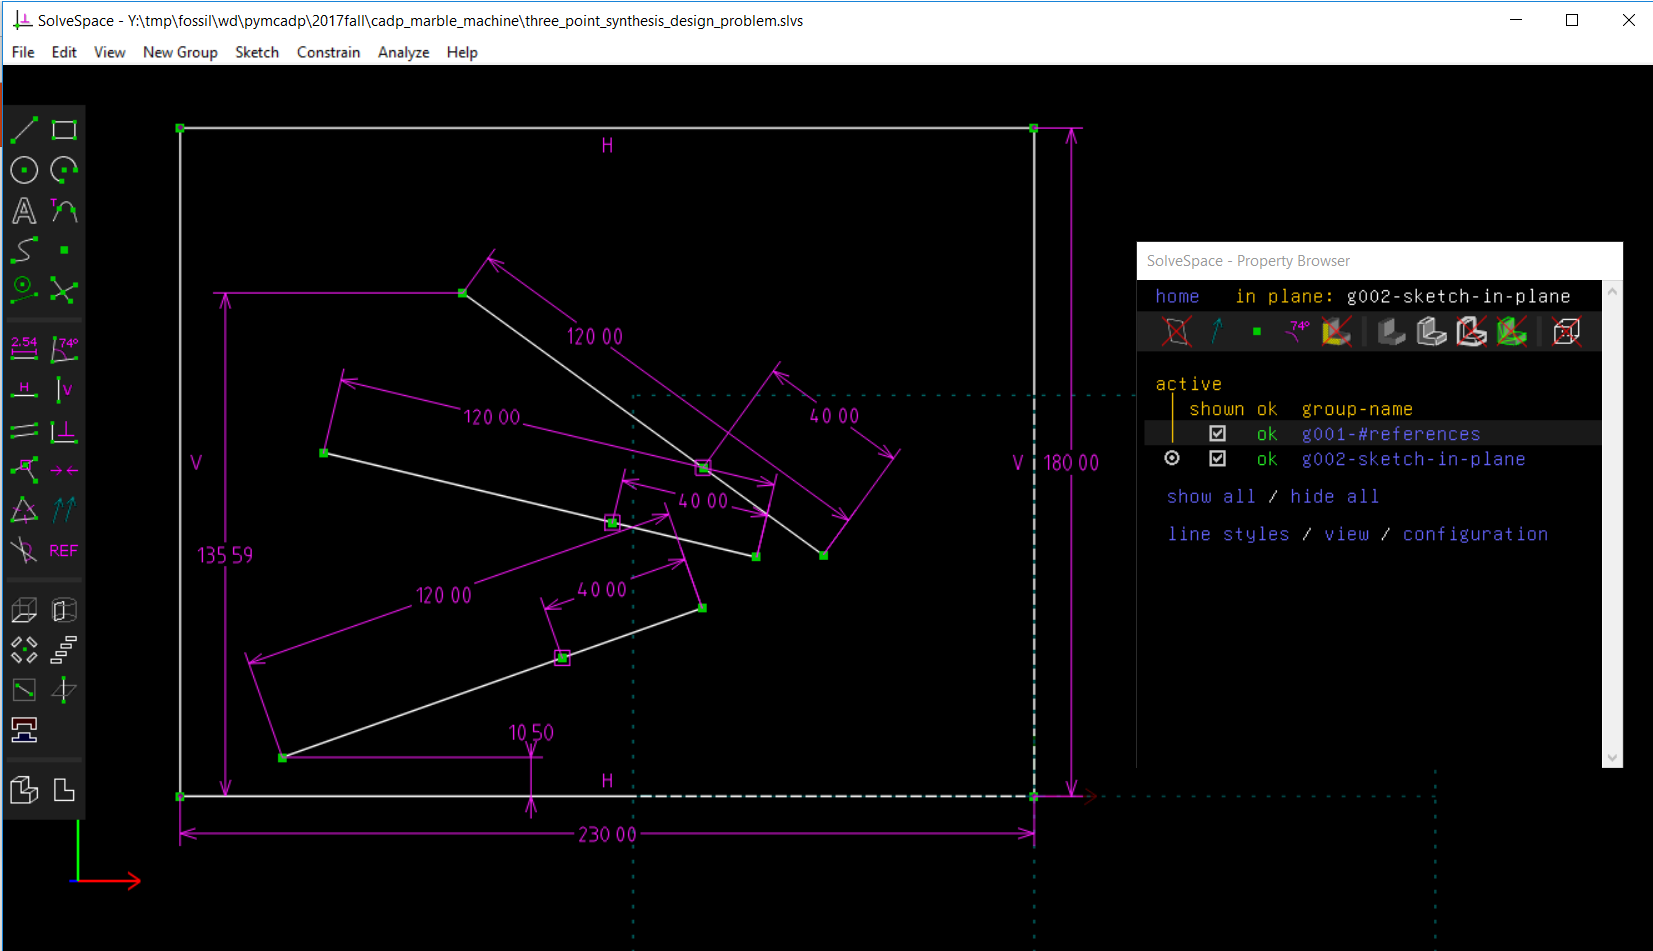 SolveSpace - Y:\tmp\fossil\wd\pymcadp\2017fall\cadp_marble_machine\three_point_synthesis_design_problem.slvs
File Edit View New Group Sketch Constrain Analyze Help
H
120.00
120.00
40.00
V
V
180.00
40.00
135.59
40.00
120.00
10.50
H
230.00
A
T
2.54
74°
H
V
REF
SolveSpace - Property Browser
home in plane: g002-sketch-in-plane
74°
active
shown ok group-name
ok g001-#references
ok g002-sketch-in-plane
show all / hide all
line styles / view / configuration